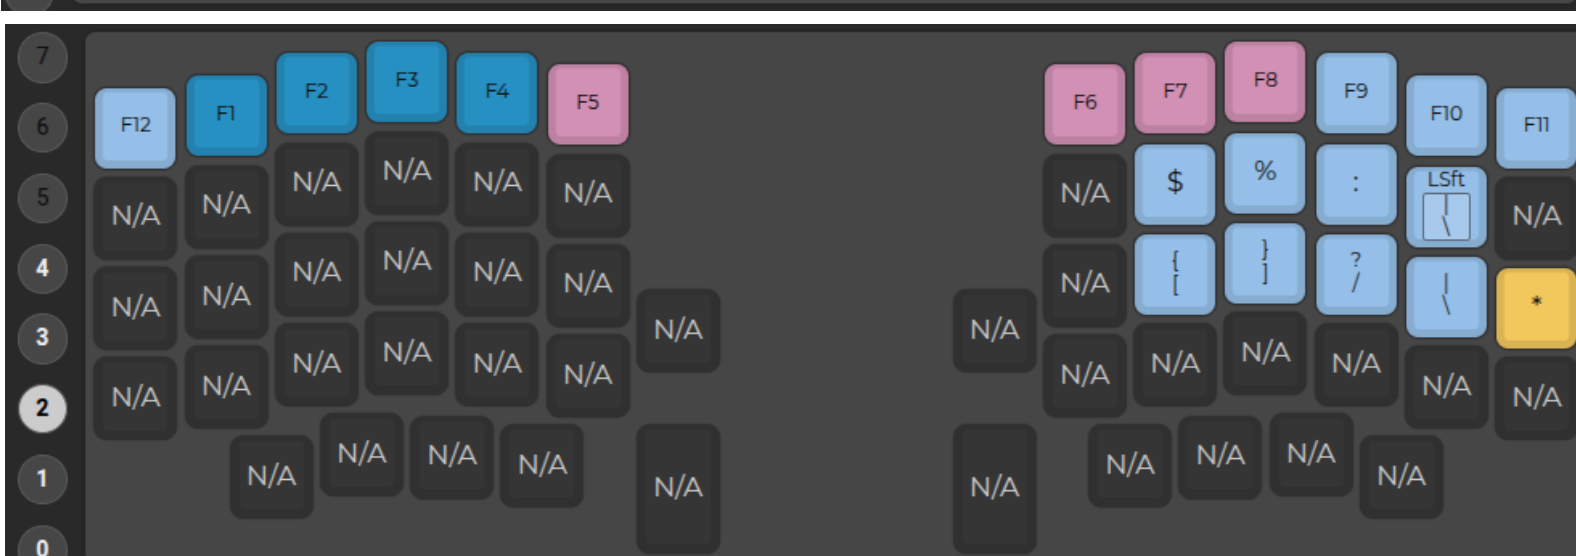 7
F12 F1 F2 F3 F4 F5 F6 F7 F8 F9 F10 F11
6
N/A N/A N/A N/A N/A N/A N/A $ % : LSft | \ N/A
5
N/A N/A N/A N/A N/A N/A N/A { [ } ] ? / | \ *
4
N/A N/A
3
N/A N/A N/A N/A N/A N/A N/A N/A N/A N/A N/A N/A
2
N/A N/A N/A N/A N/A N/A N/A N/A N/A N/A
1
0